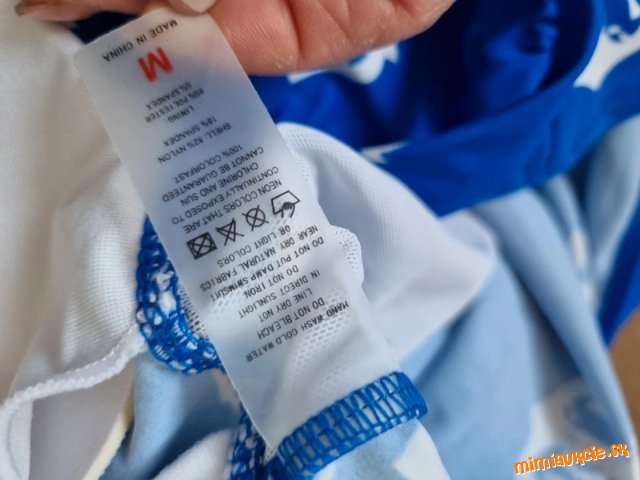 HAND WASH COLD WATER
DO NOT BLEACH
LINE DRY NOT
IN DIRECT SUNLIGHT
DO NOT IRON.
DO NOT PUT DAMP SWIMSUIT
NEAR DRY NATURAL FABRICS
OR LIGHT COLORS
NEON COLORS THAT ARE
CONTINUALLY EXPOSED TO
CHLORINE AND SUN
CANNOT BE GUARANTEED
100% COLORFAST
SHELL: 82% NYLON
18% SPANDEX
LINING
95% POLYESTER
5% SPANDEX
M
MADE IN CHINA
mimiaukcie.sk